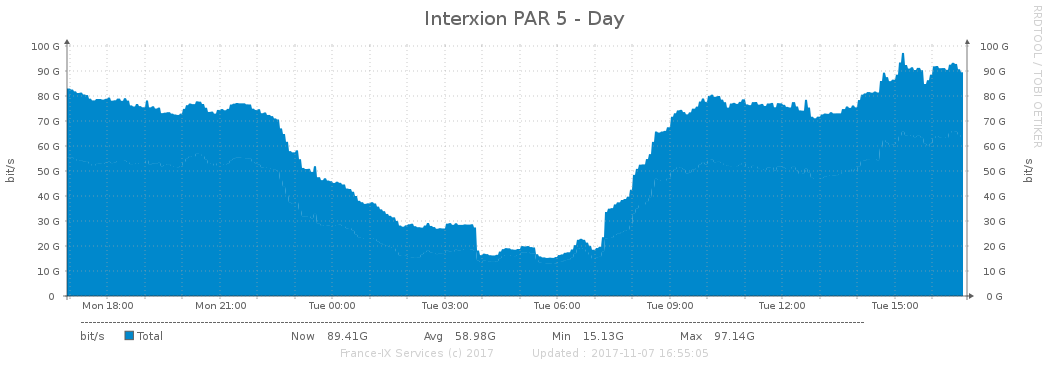 Interxion PAR 5 - Day
RRDTOOL / TOBI OETIKER
bit/s
100 G
90 G
80 G
70 G
60 G
50 G
40 G
30 G
20 G
10 G
0
100 G
90 G
80 G
70 G
60 G
50 G
40 G
30 G
20 G
10 G
0 G
bit/s
Mon 18:00 Mon 21:00 Tue 00:00 Tue 03:00 Tue 06:00 Tue 09:00 Tue 12:00 Tue 15:00
bit/s Total Now 89.41G Avg 58.98G Min 15.13G Max 97.14G
France-IX Services (c) 2017 Updated : 2017-11-07 16:55:05